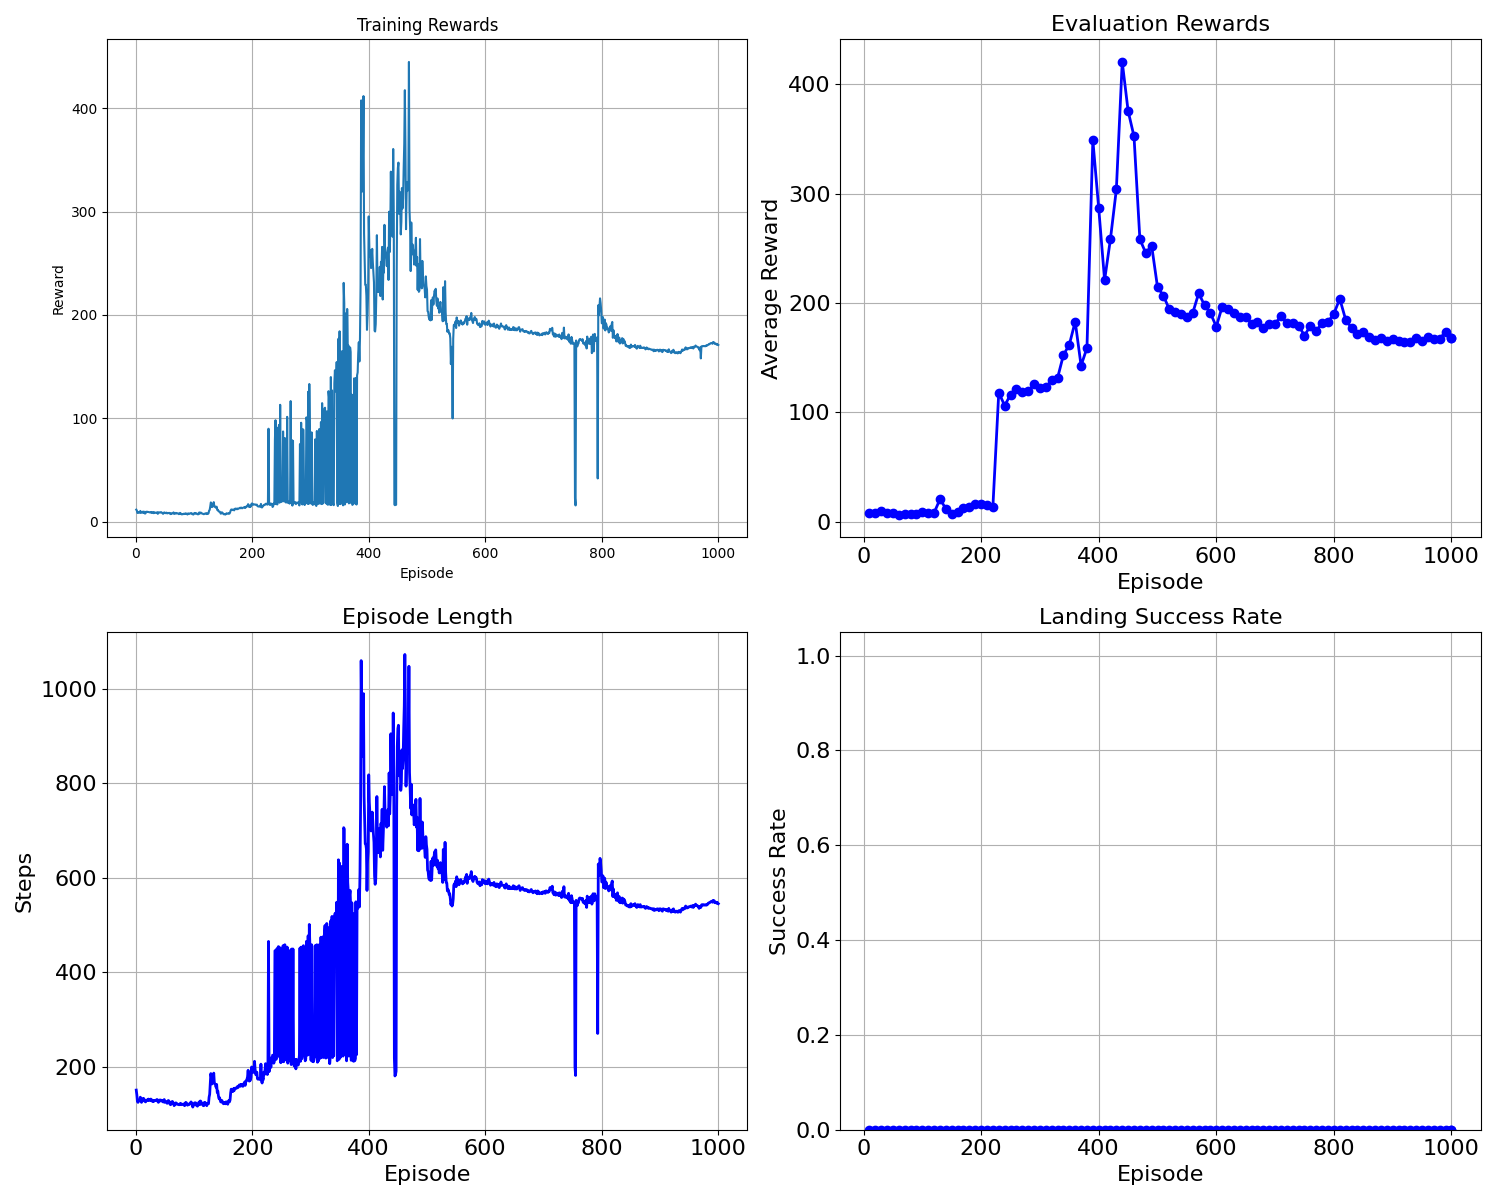 Training Rewards
Reward
400
300
200
100
0
0 200 400 600 800 1000
Episode
Evaluation Rewards
Average Reward
400
300
200
100
0
0 200 400 600 800 1000
Episode
Episode Length
Steps
1000
800
600
400
200
0 200 400 600 800 1000
Episode
Landing Success Rate
Success Rate
1.0
0.8
0.6
0.4
0.2
0.0
0 200 400 600 800 1000
Episode